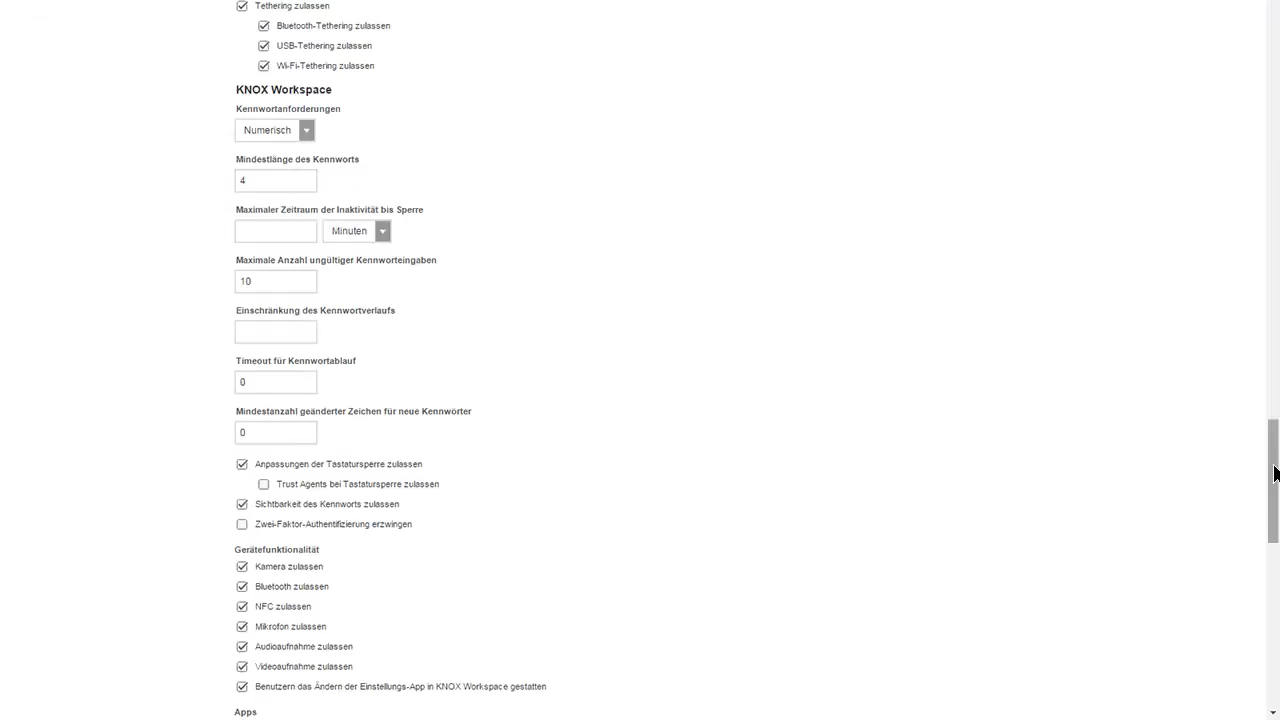 Tethering zulassen
Bluetooth-Tethering zulassen
USB-Tethering zulassen
Wi-Fi-Tethering zulassen
KNOX Workspace
Kennwortanforderungen
Numerisch
Mindestlänge des Kennworts
4
Maximaler Zeitraum der Inaktivität bis Sperre
Minuten
Maximale Anzahl ungültiger Kennworteingaben
10
Einschränkung des Kennwortverlaufs
Timeout für Kennwortablauf
0
Mindestanzahl geänderter Zeichen für neue Kennwörter
0
Anpassungen der Tastatursperre zulassen
Trust Agents bei Tastatursperre zulassen
Sichtbarkeit des Kennworts zulassen
Zwei-Faktor-Authentifizierung erzwingen
Gerätefunktionalität
Kamera zulassen
Bluetooth zulassen
NFC zulassen
Mikrofon zulassen
Audioaufnahme zulassen
Videoaufnahme zulassen
Benutzern das Ändern der Einstellungs-App in KNOX Workspace gestatten
Apps